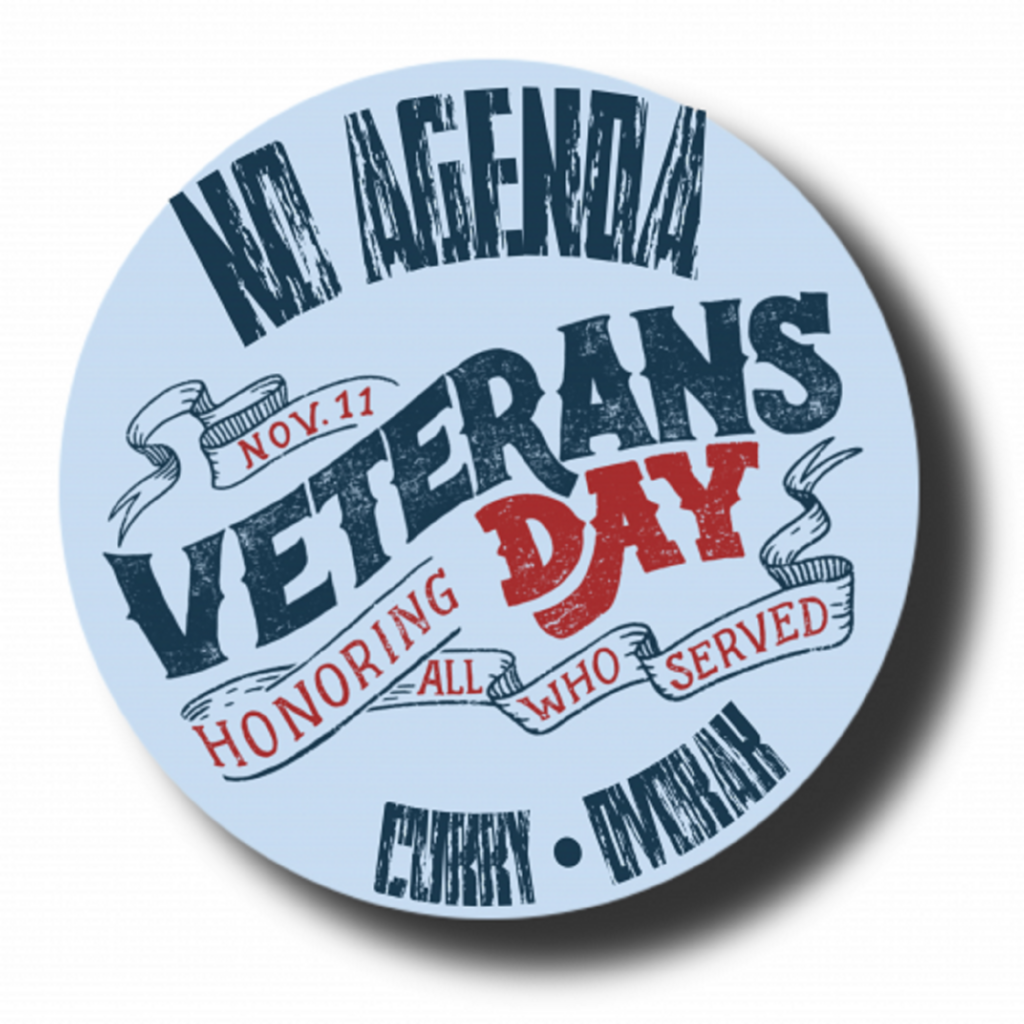 NO AGENDA
NOV. 11
VETERANS
DAY
HONORING ALL WHO SERVED
CURRY • DVORAK